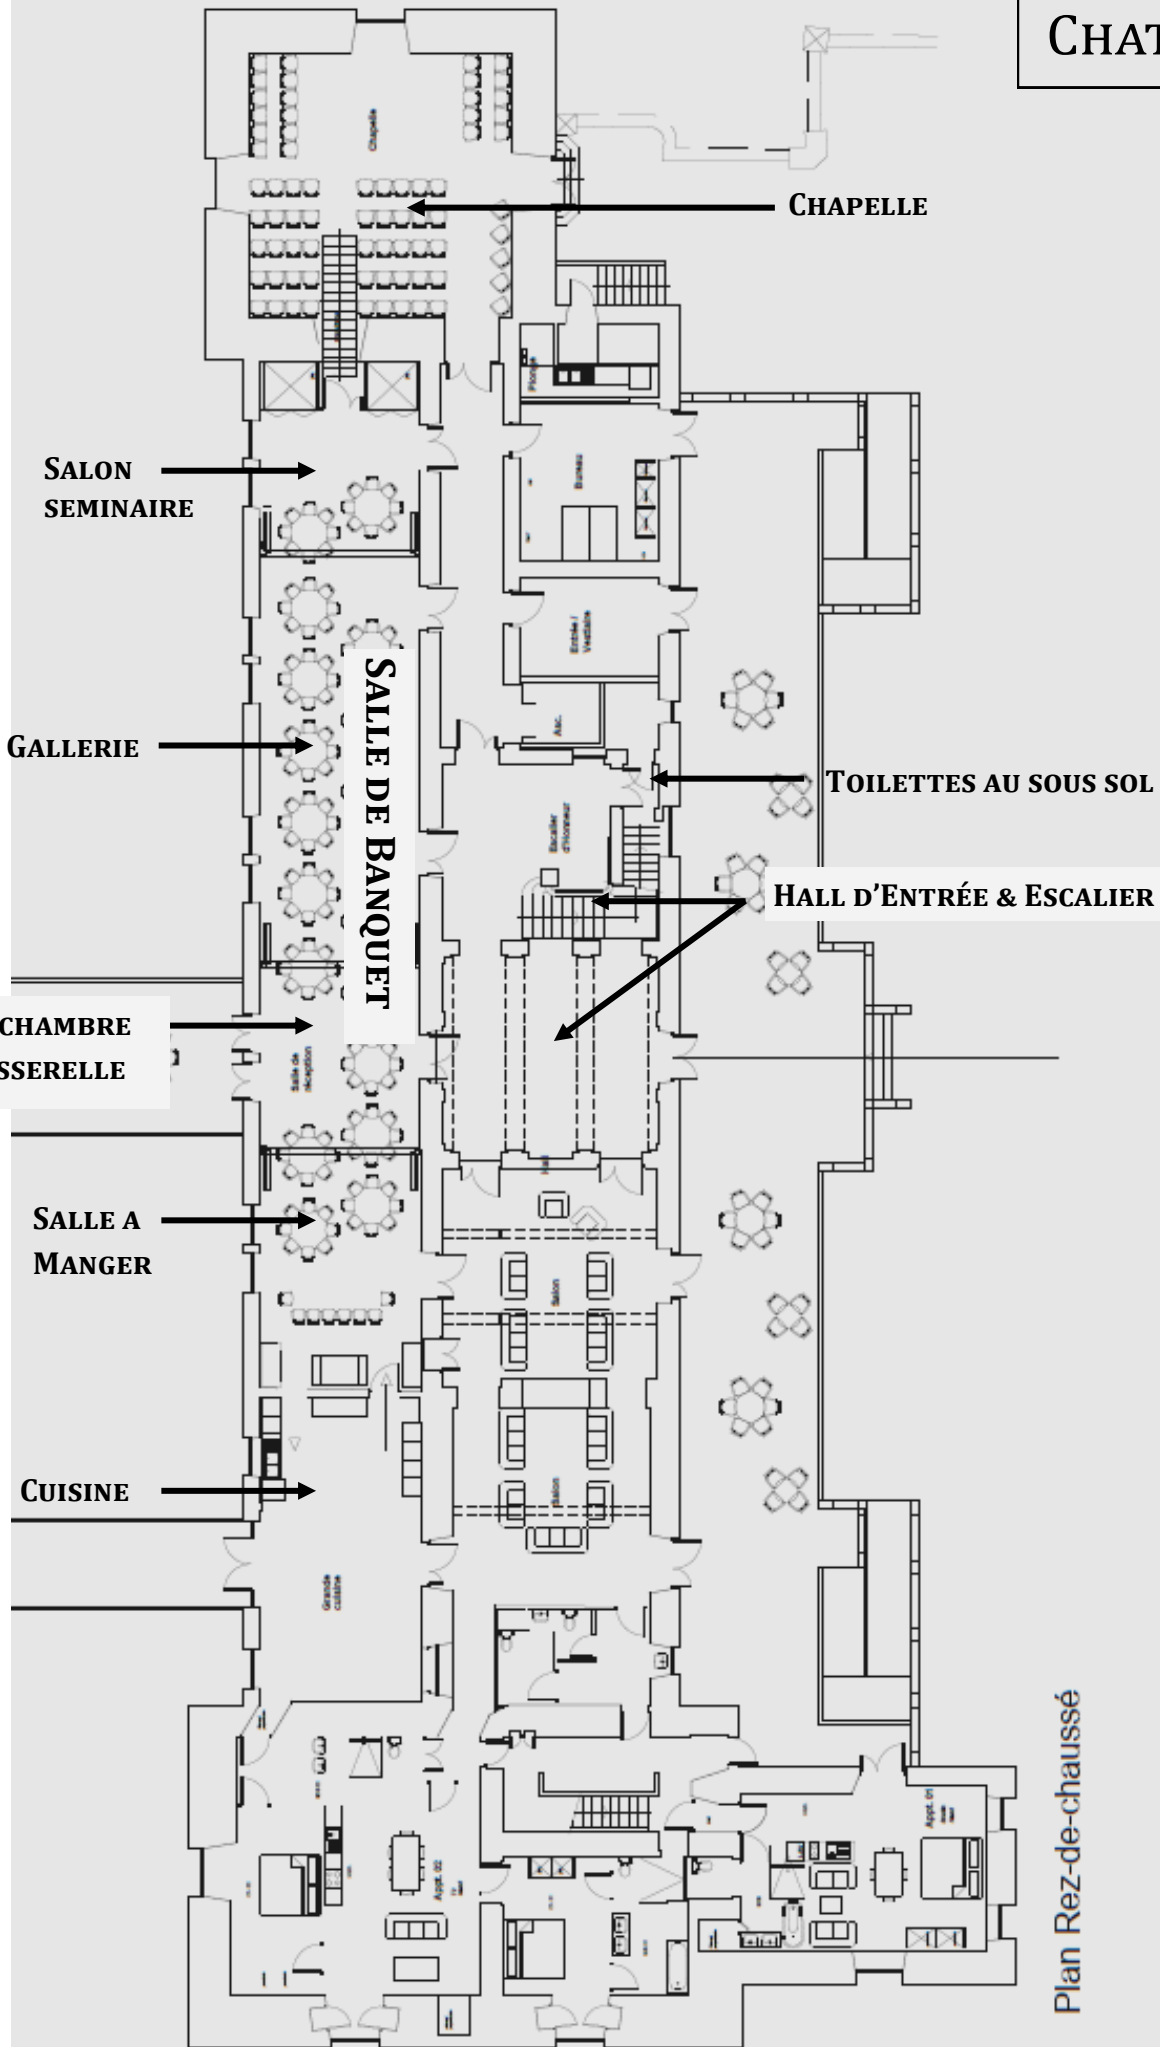 CHAT
Chapelle
CHAPELLE
Plonge
SALON
SEMINAIRE
Bureau
Entrée /
Vestiaire
SALLE DE BANQUET
Asc.
GALLERIE
TOILETTES AU SOUS SOL
Escalier
d'Honneur
HALL D'ENTRÉE & ESCALIER
CHAMBRE
SSERELLE
Salle de
réception
Hall
SALLE A
MANGER
Salon
CUISINE
Salon
Grande
cuisine
Appt. 01
Appt. 02
Plan Rez-de-chaussé